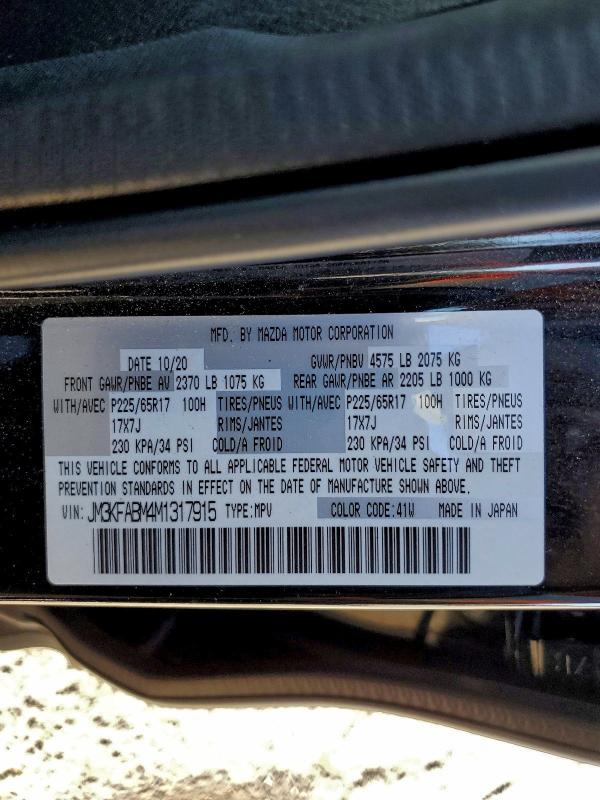 MFD. BY MAZDA MOTOR CORPORATION
DATE 10/20 GVWR/PNBV 4575 LB 2075 KG
FRONT GAWR/PNBE AV 2370 LB 1075 KG REAR GAWR/PNBE AR 2205 LB 1000 KG
WITH/AVEC P225/65R17 100H TIRES/PNEUS WITH/AVEC P225/65R17 100H TIRES/PNEUS
17X7J RIMS/JANTES 17X7J RIMS/JANTES
230 KPA/34 PSI COLD/A FROID 230 KPA/34 PSI COLD/A FROID
THIS VEHICLE CONFORMS TO ALL APPLICABLE FEDERAL MOTOR VEHICLE SAFETY AND THEFT
PREVENTION STANDARDS IN EFFECT ON THE DATE OF MANUFACTURE SHOWN ABOVE.
VIN: JM3KFABM4M1317915 TYPE:MPV COLOR CODE:41W MADE IN JAPAN